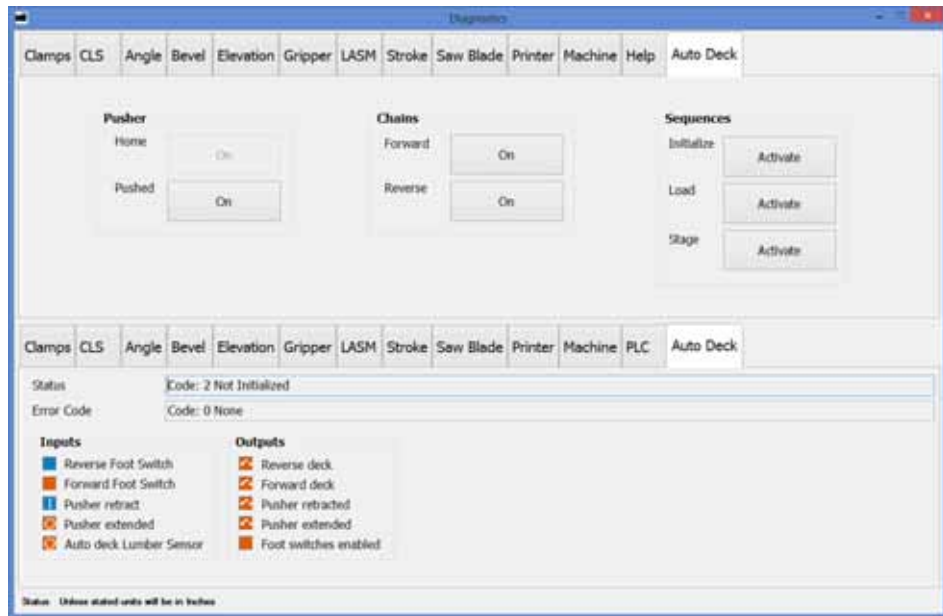 Diagnostics
Clamps CLS Angle Bevel Elevation Gripper LASM Stroke Saw Blade Printer Machine Help Auto Deck
Pusher Chains Sequences
Home On Forward On Initialize Activate
Pushed On Reverse On Load Activate
Stage Activate
Clamps CLS Angle Bevel Elevation Gripper LASM Stroke Saw Blade Printer Machine PLC Auto Deck
Status Code: 2 Not Initialized
Error Code Code: 0 None
Inputs Outputs
Reverse Foot Switch Reverse deck
Forward Foot Switch Forward deck
Pusher retract Pusher retracted
Pusher extended Pusher extended
Auto deck Lumber Sensor Foot switches enabled
Status Unless stated units will be in Inches